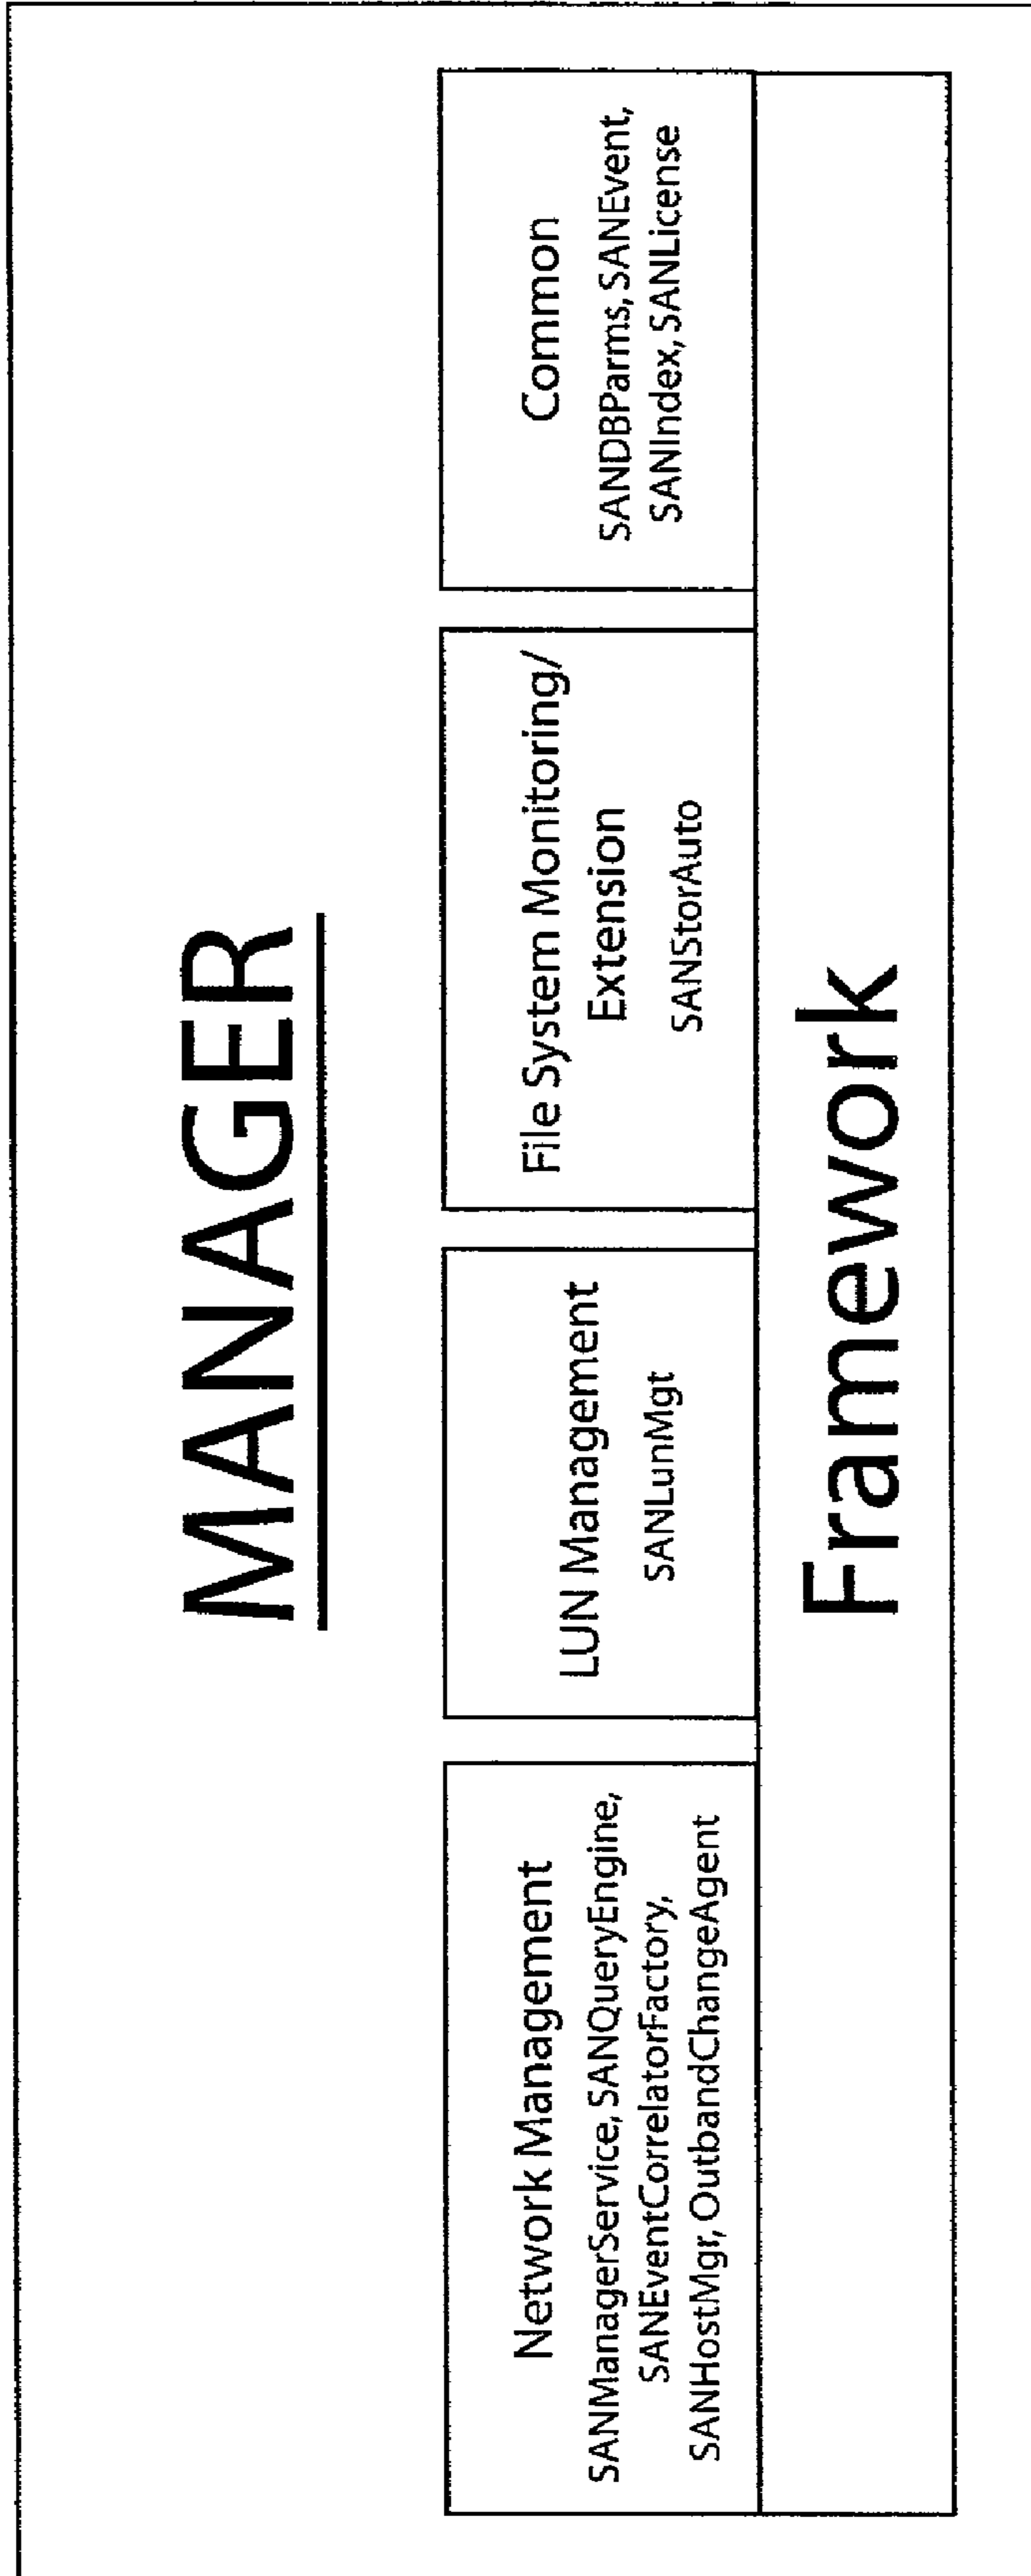 MANAGER
Network Management
SANManagerService, SANQueryEngine,
SANEventCorrelatorFactory,
SANHostMgr, OutbandChangeAgent
LUN Management
SANLunMgt
File System Monitoring/
Extension
SANStorAuto
Common
SANDBParms, SANEvent,
SANIndex, SANLicense
Framework